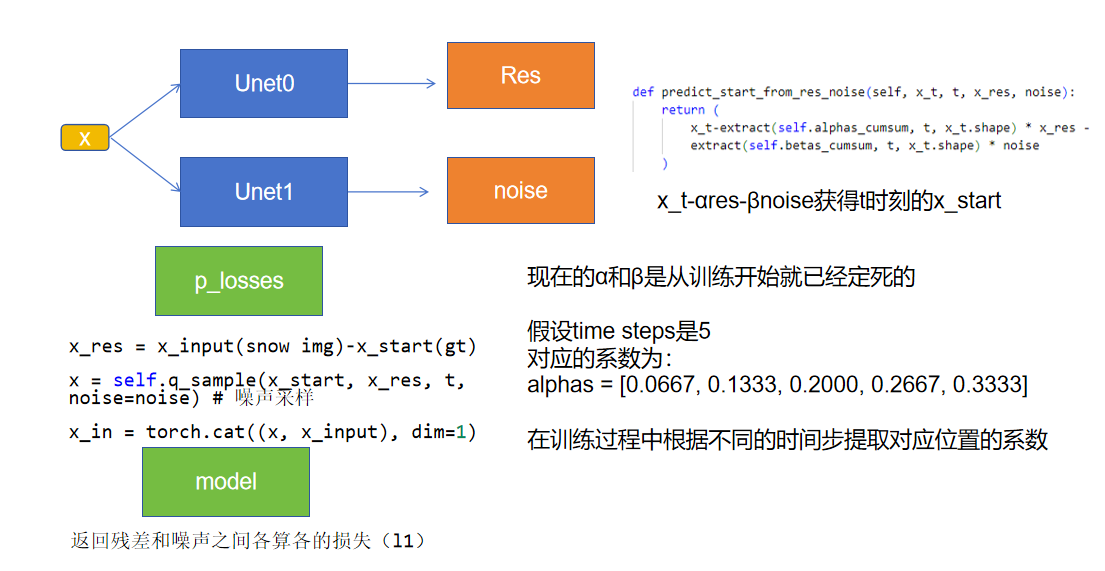 Unet0
Res
x
Unet1
noise
def predict_start_from_res_noise(self, x_t, t, x_res, noise):
return (
x_t-extract(self.alphas_cumsum, t, x_t.shape) * x_res -
extract(self.betas_cumsum, t, x_t.shape) * noise
)
x_t-αres-βnoise获得t时刻的x_start
p_losses
x_res = x_input(snow img)-x_start(gt)
x = self.q_sample(x_start, x_res, t,
noise=noise) # 噪声采样
x_in = torch.cat((x, x_input), dim=1)
model
返回残差和噪声之间各算各的损失（l1）
现在的α和β是从训练开始就已经定死的
假设time steps是5
对应的系数为：
alphas = [0.0667, 0.1333, 0.2000, 0.2667, 0.3333]
在训练过程中根据不同的时间步提取对应位置的系数